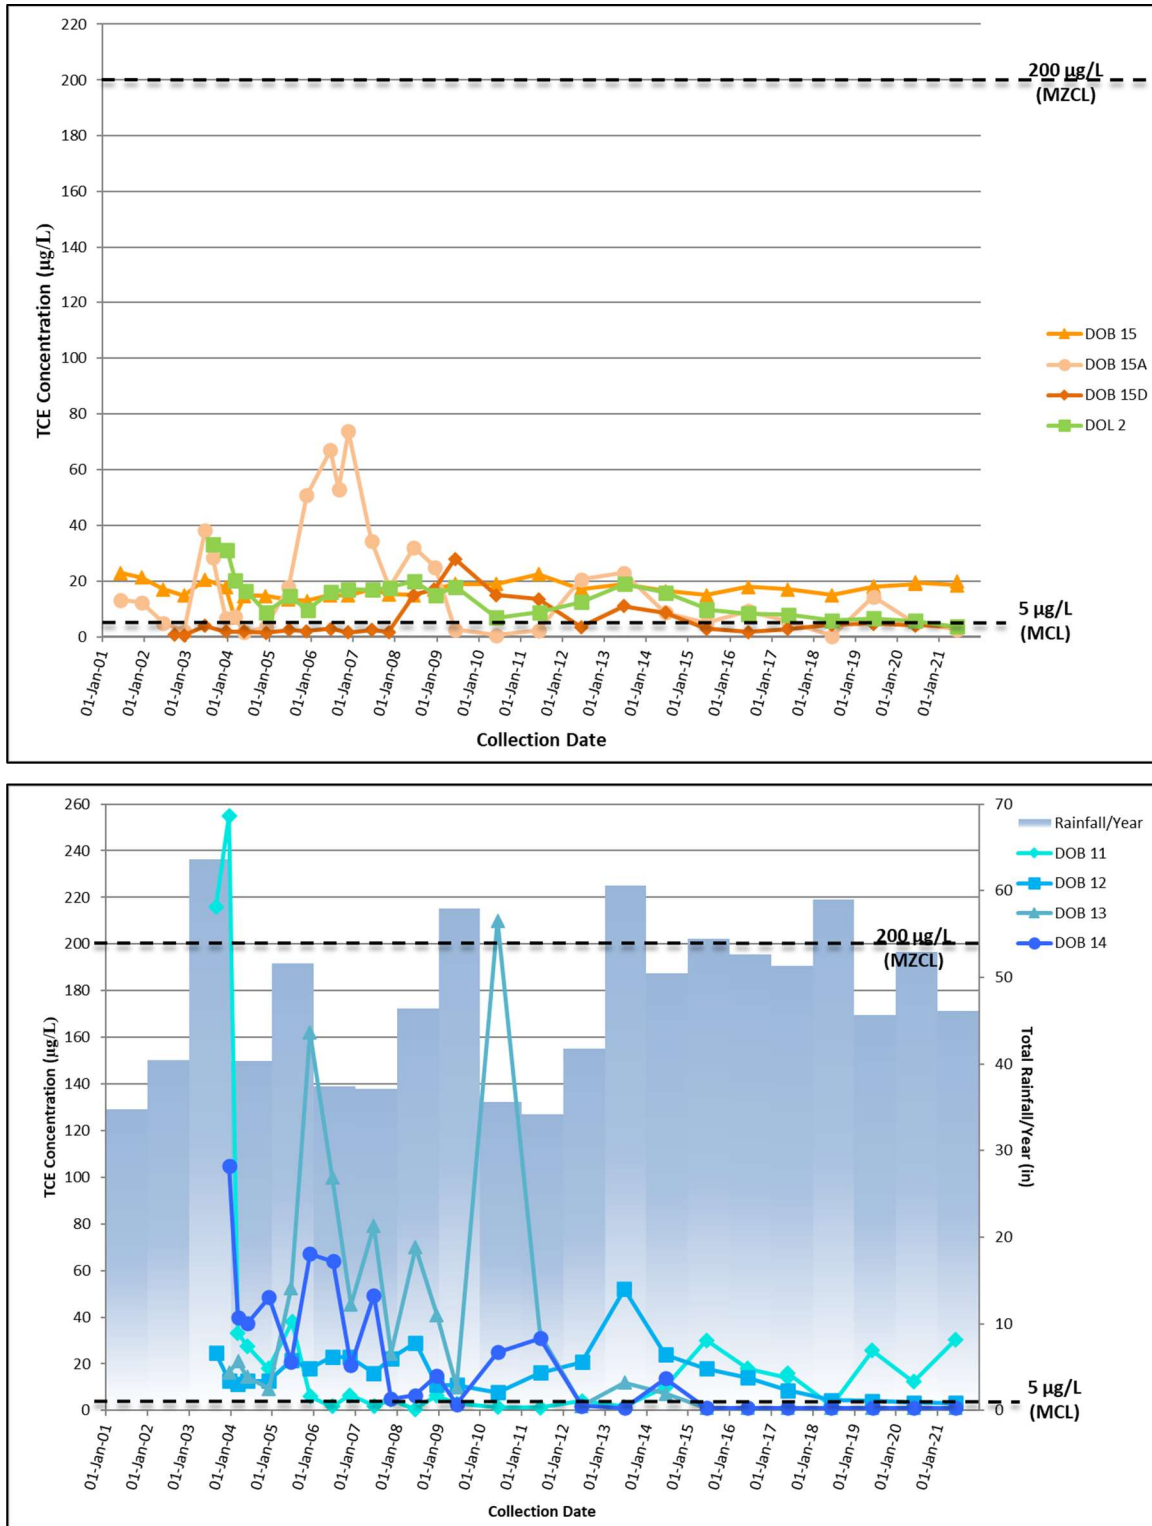 220
200
180
160
140
120
100
80
60
40
20
0
TCE Concentration (µg/L)
200 µg/L
(MZCL)
DOB 15
DOB 15A
DOB 15D
DOL 2
5 µg/L
(MCL)
01-Jan-01
01-Jan-02
01-Jan-03
01-Jan-04
01-Jan-05
01-Jan-06
01-Jan-07
01-Jan-08
01-Jan-09
01-Jan-10
01-Jan-11
01-Jan-12
01-Jan-13
01-Jan-14
01-Jan-15
01-Jan-16
01-Jan-17
01-Jan-18
01-Jan-19
01-Jan-20
01-Jan-21
Collection Date
260
240
220
200
180
160
140
120
100
80
60
40
20
0
TCE Concentration (µg/L)
70
60
50
40
30
20
10
0
Total Rainfall/Year (in)
Rainfall/Year
DOB 11
DOB 12
DOB 13
DOB 14
200 µg/L
(MZCL)
5 µg/L
(MCL)
01-Jan-01
01-Jan-02
01-Jan-03
01-Jan-04
01-Jan-05
01-Jan-06
01-Jan-07
01-Jan-08
01-Jan-09
01-Jan-10
01-Jan-11
01-Jan-12
01-Jan-13
01-Jan-14
01-Jan-15
01-Jan-16
01-Jan-17
01-Jan-18
01-Jan-19
01-Jan-20
01-Jan-21
Collection Date